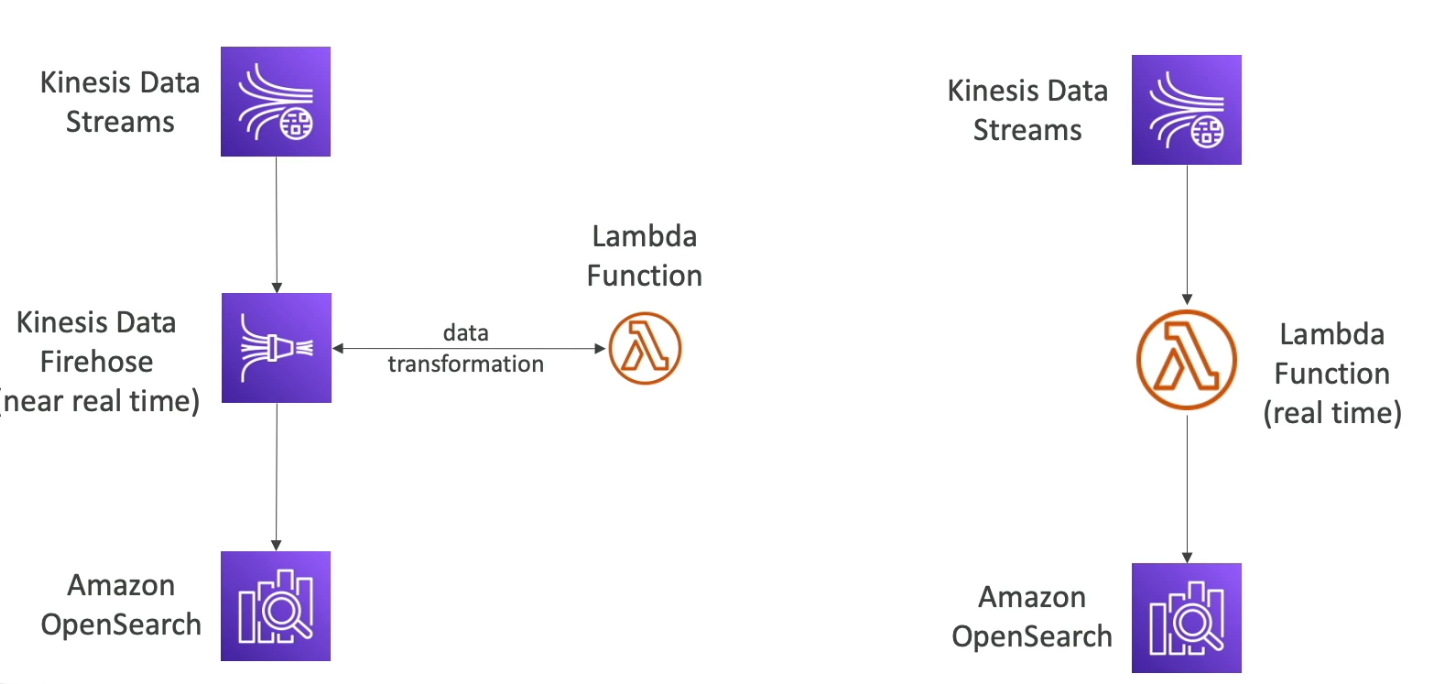 Kinesis Data
Streams
Kinesis Data
Firehose
(near real time)
data
transformation
Lambda
Function
Amazon
OpenSearch
Kinesis Data
Streams
Lambda
Function
(real time)
Amazon
OpenSearch